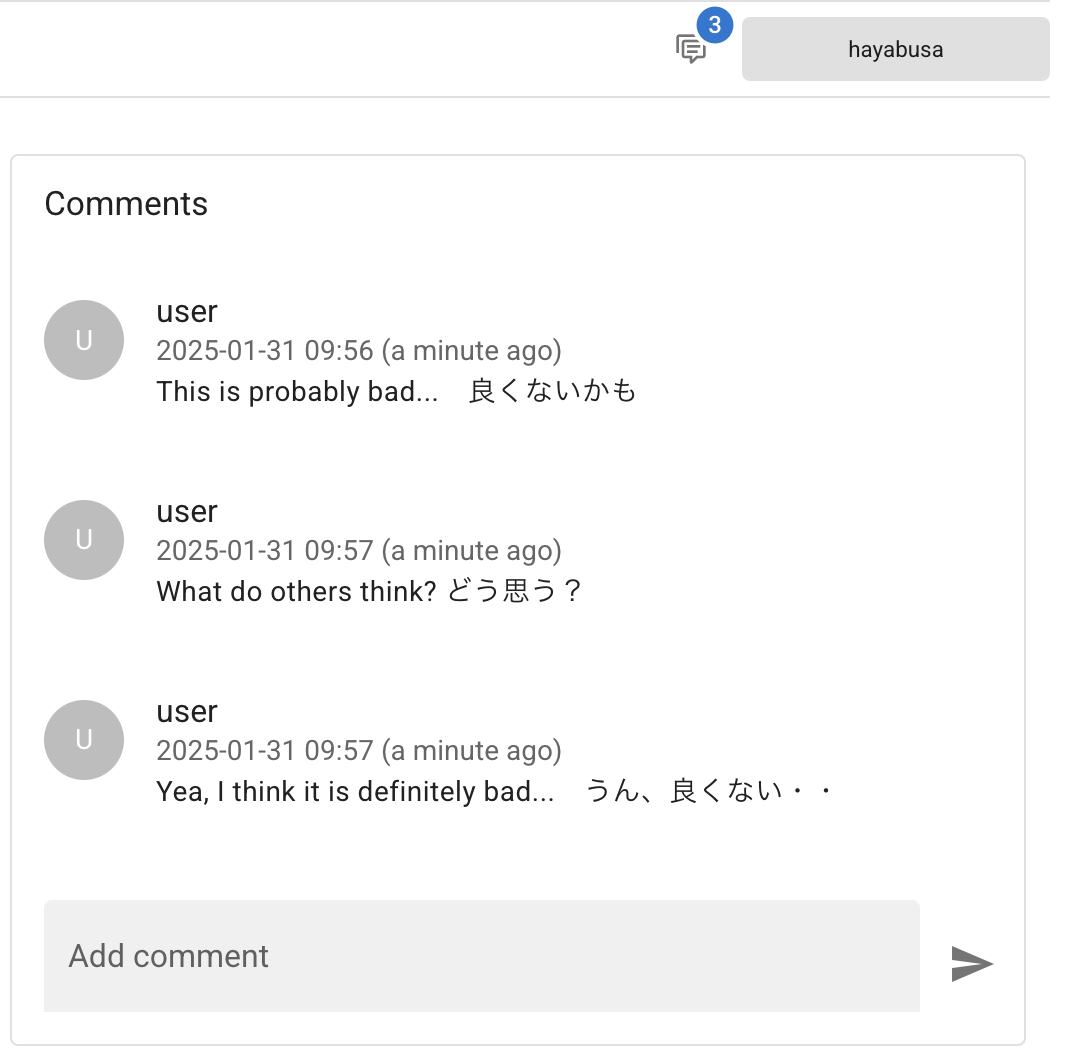 3
hayabusa
Comments
U
user
2025-01-31 09:56 (a minute ago)
This is probably bad...　良くないかも
U
user
2025-01-31 09:57 (a minute ago)
What do others think? どう思う？
U
user
2025-01-31 09:57 (a minute ago)
Yea, I think it is definitely bad...　うん、良くない・・
Add comment